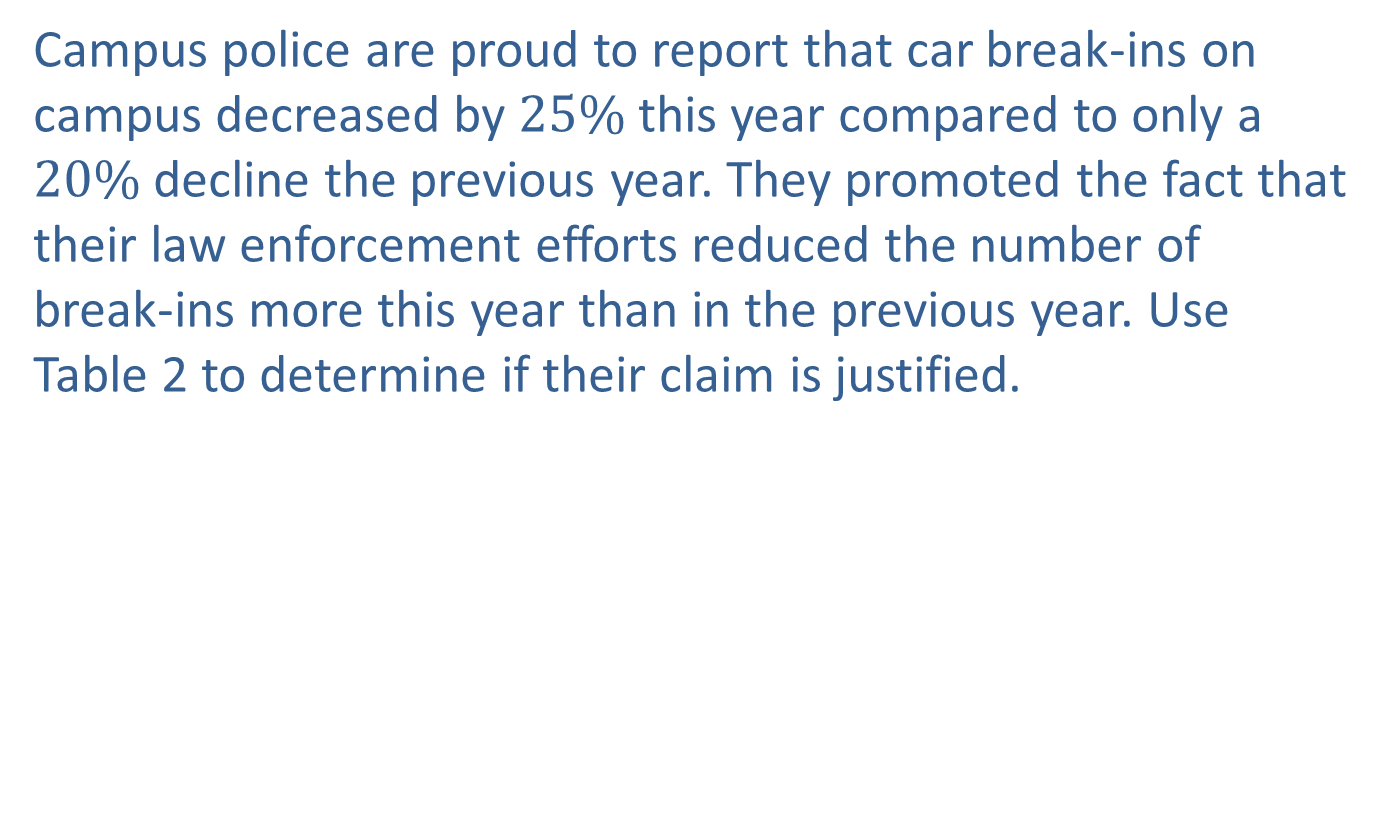 Campus police are proud to report that car break-ins on
campus decreased by 25% this year compared to only a
20% decline the previous year. They promoted the fact that
their law enforcement efforts reduced the number of
break-ins more this year than in the previous year. Use
Table 2 to determine if their claim is justified.